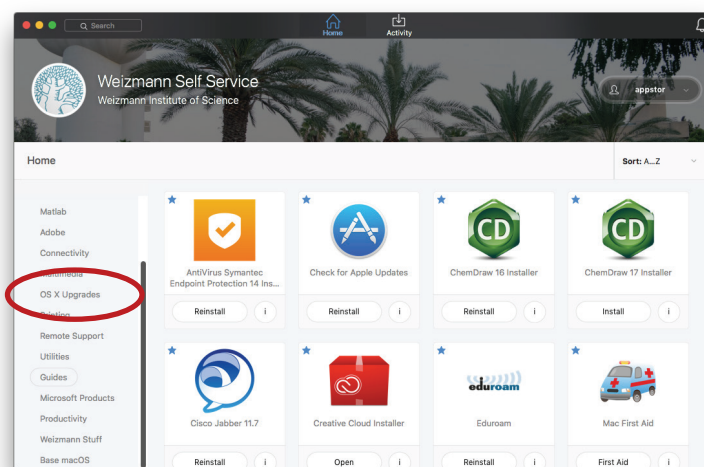 Search
Home
Activity
Weizmann Self Service
Weizmann Institute of Science
appstor
Home
Sort: A...Z
Matlab
Adobe
Connectivity
Multimedia
OS X Upgrades
Printing
Remote Support
Utilities
Guides
Microsoft Products
Productivity
Weizmann Stuff
Base macOS
AntiVirus Symantec
Endpoint Protection 14 Ins...
Reinstall
i
Check for Apple Updates
Reinstall
i
CD
ChemDraw 16 Installer
Reinstall
i
CD
ChemDraw 17 Installer
Install
i
Cisco Jabber 11.7
Reinstall
i
Creative Cloud Installer
Open
i
eduroam
Eduroam
Reinstall
i
Mac First Aid
First Aid
i